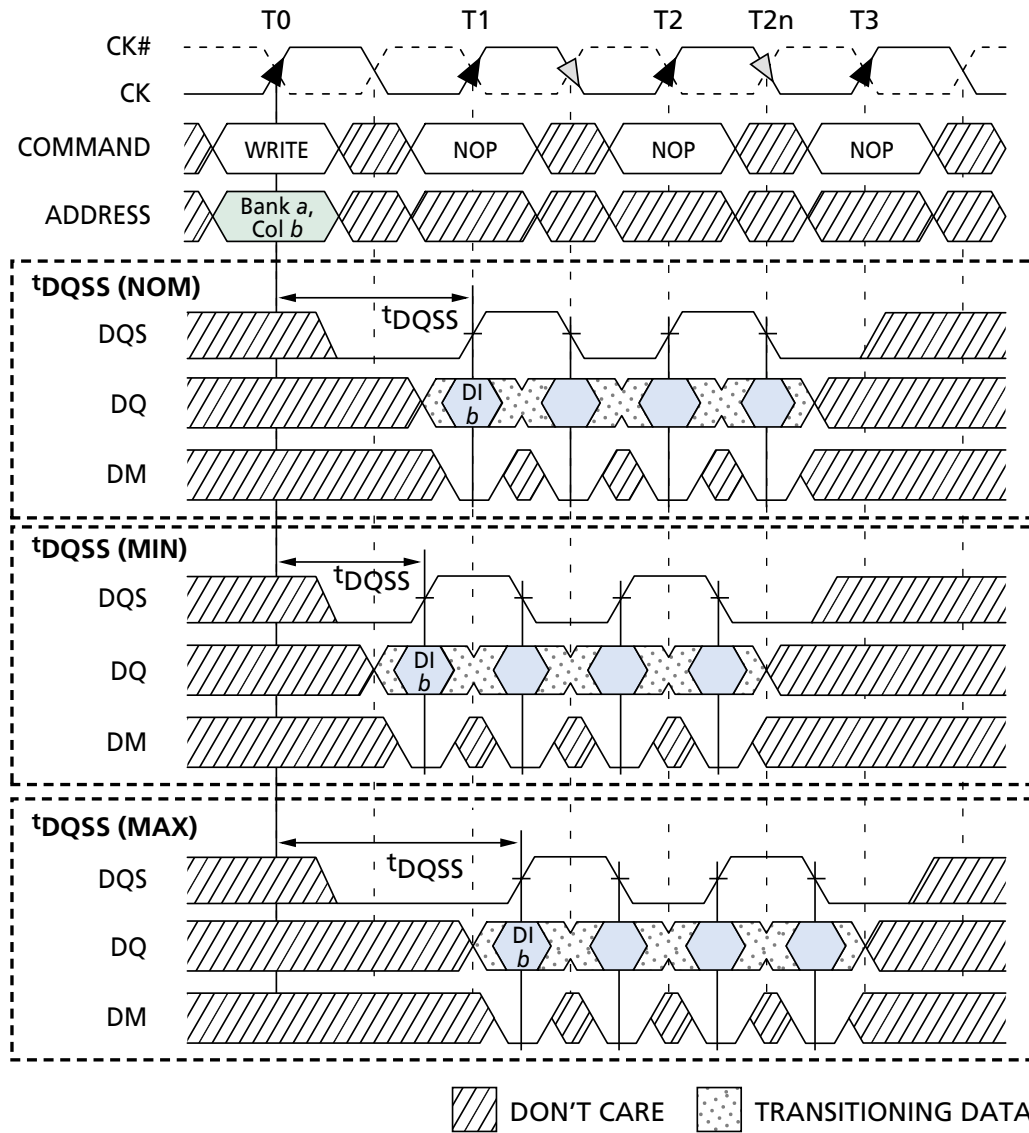 T0 T1 T2 T2n T3
CK#
CK
COMMAND WRITE NOP NOP NOP
ADDRESS Bank a,
Col b
tDQSS (NOM)
tDQSS
DQS
DQ DI
b
DM
tDQSS (MIN)
tDQSS
DQS
DQ DI
b
DM
tDQSS (MAX)
tDQSS
DQS
DQ DI
b
DM
DON'T CARE TRANSITIONING DATA